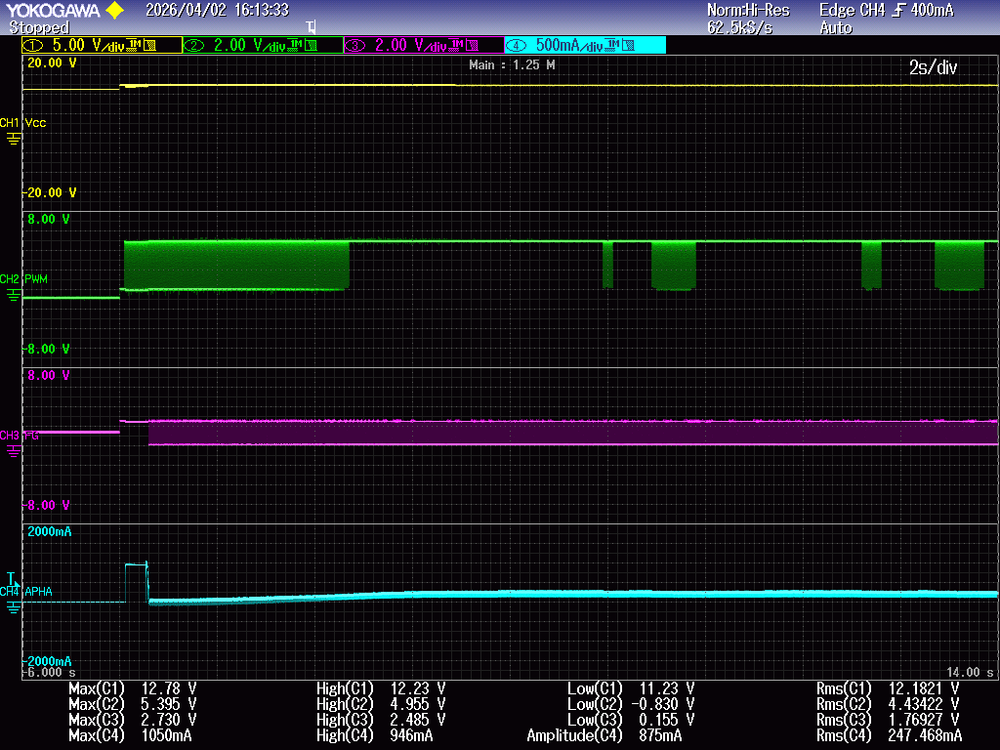 YOKOGAWA 2026/04/02 16:13:33 Norm:Hi-Res Edge CH4 400mA
Stopped 62.5kS/s Auto
1 5.00 V/div 1M 2 2.00 V/div 1M 3 2.00 V/div 1M 4 500mA/div 1M
20.00 V Main : 1.25 M 2s/div
CH1 Vcc
-20.00 V
8.00 V
CH2 PWM
-8.00 V
8.00 V
CH3 FG
-8.00 V
2000mA
T
CH4 APHA
-2000mA
-6.000 s 14.00 s
Max(C1) 12.78 V High(C1) 12.23 V Low(C1) 11.23 V Rms(C1) 12.1821 V
Max(C2) 5.395 V High(C2) 4.955 V Low(C2) -0.830 V Rms(C2) 4.43422 V
Max(C3) 2.730 V High(C3) 2.485 V Low(C3) 0.155 V Rms(C3) 1.76927 V
Max(C4) 1050mA High(C4) 946mA Amplitude(C4) 875mA Rms(C4) 247.468mA